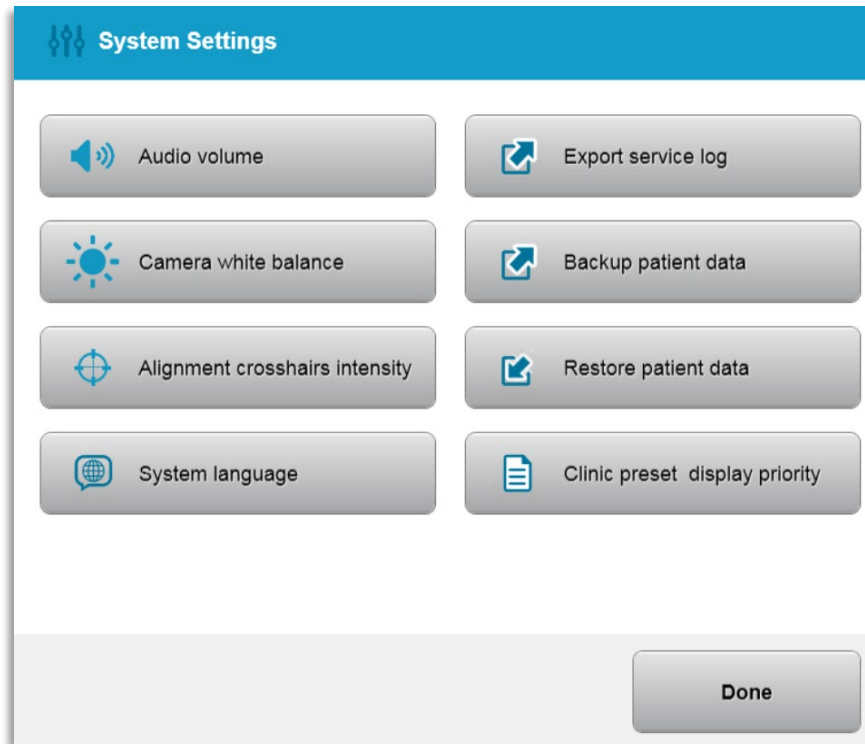 System Settings
Audio volume
Export service log
Camera white balance
Backup patient data
Alignment crosshairs intensity
Restore patient data
System language
Clinic preset display priority
Done